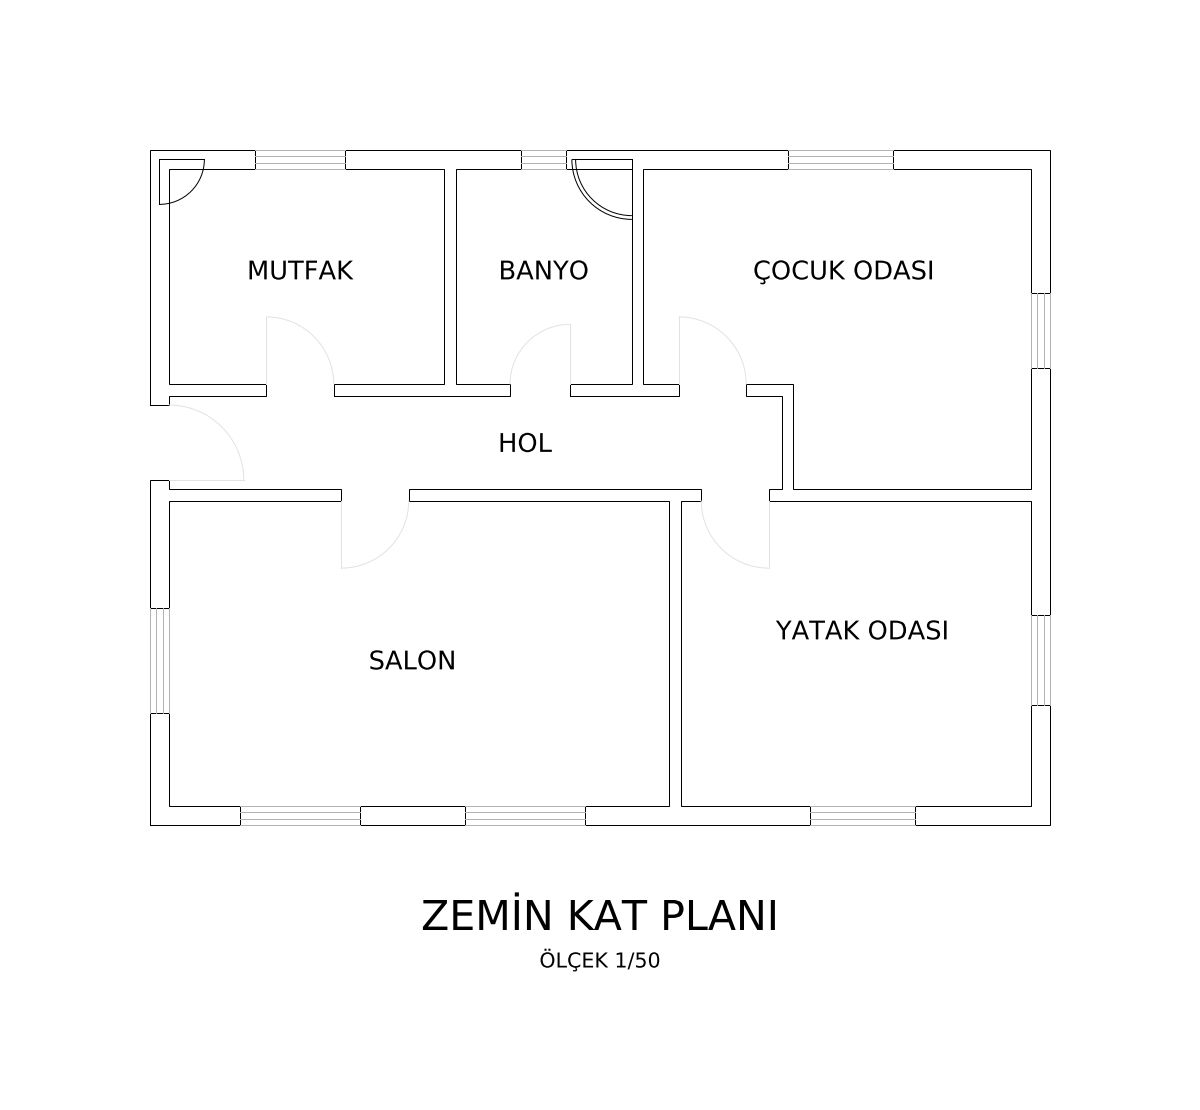 MUTFAK
BANYO
ÇOCUK ODASI
HOL
SALON
YATAK ODASI
ZEMİN KAT PLANI
ÖLÇEK 1/50